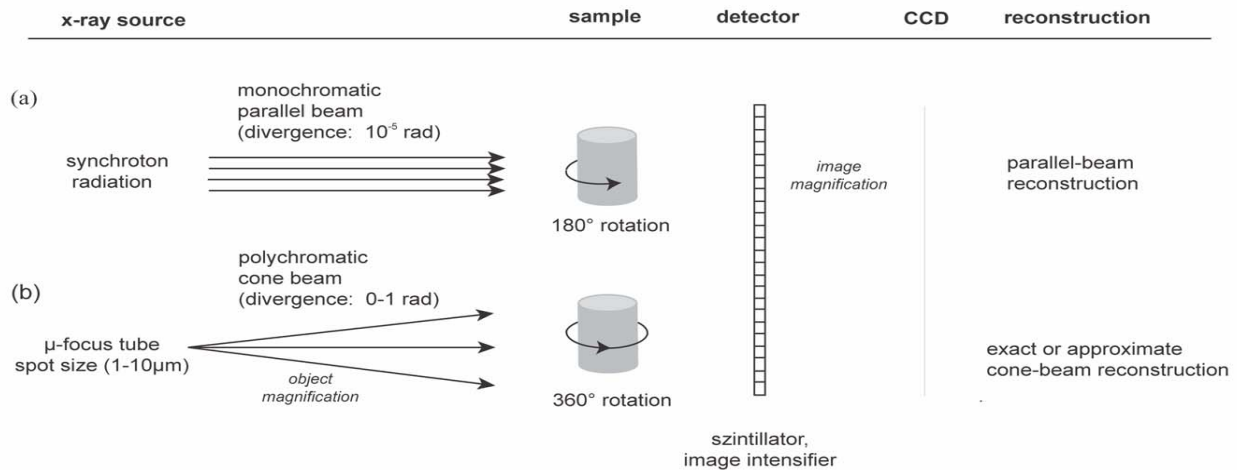 x-ray source sample detector CCD reconstruction
(a)
monochromatic
parallel beam
(divergence: 10⁻⁵ rad)
synchroton
radiation
180° rotation
image
magnification
parallel-beam
reconstruction
(b)
polychromatic
cone beam
(divergence: 0-1 rad)
µ-focus tube
spot size (1-10µm)
object
magnification
360° rotation
exact or approximate
cone-beam reconstruction
szintillator,
image intensifier